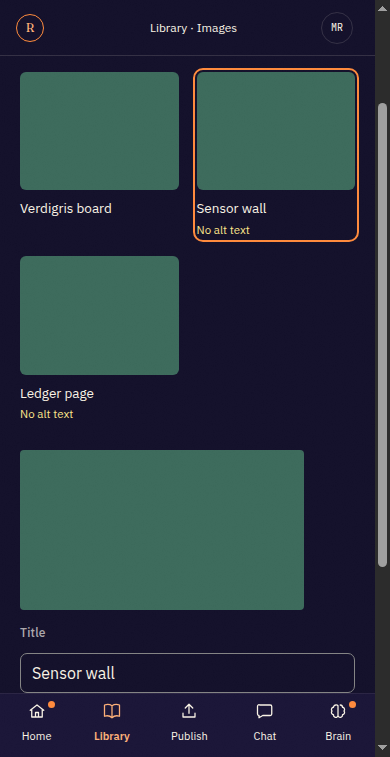 R
Library · Images
MR
Verdigris board
Sensor wall
No alt text
Ledger page
No alt text
Title
Sensor wall
Home
Library
Publish
Chat
Brain